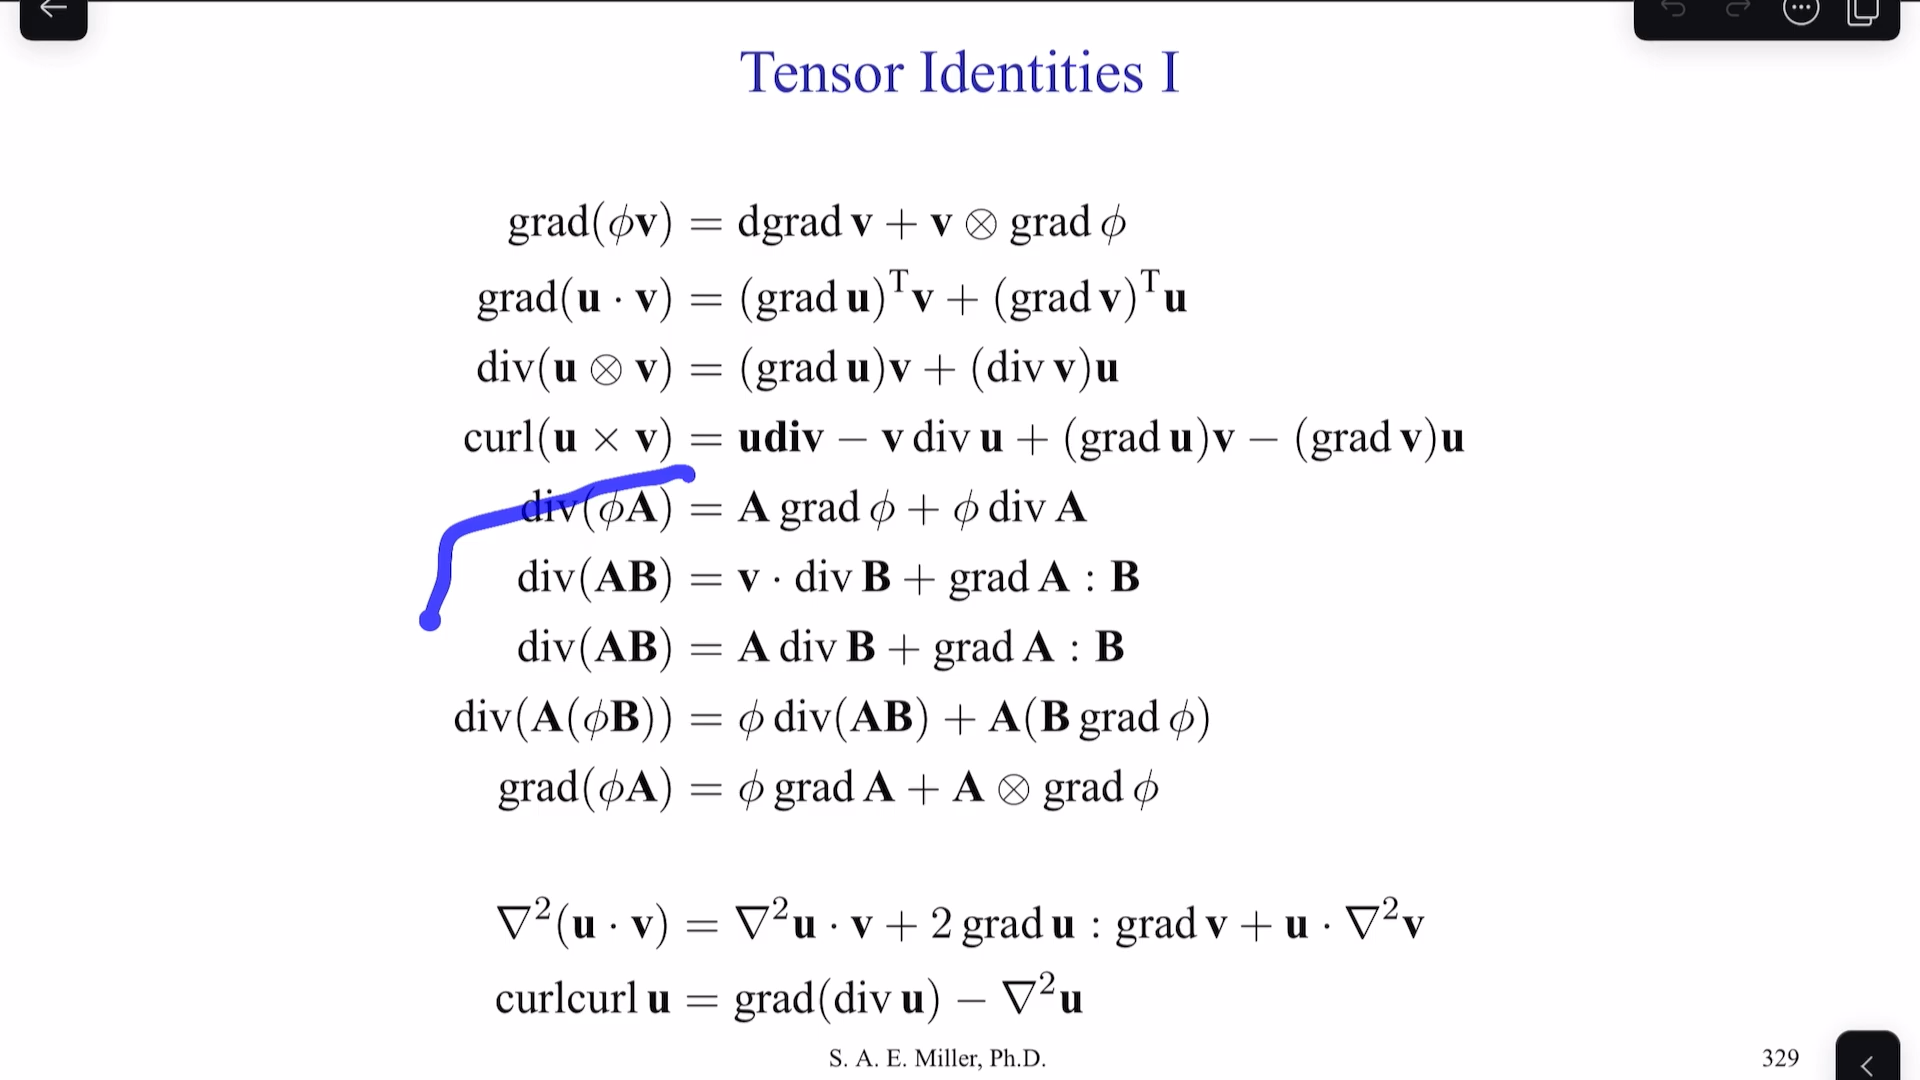 Tensor Identities I
grad(ϕv) = dgrad v + v ⊗ grad ϕ
grad(u · v) = (grad u)ᵀv + (grad v)ᵀu
div(u ⊗ v) = (grad u)v + (div v)u
curl(u × v) = udiv − v div u + (grad u)v − (grad v)u
div(ϕA) = A grad ϕ + ϕ div A
div(AB) = v · div B + grad A : B
div(AB) = A div B + grad A : B
div(A(ϕB)) = ϕ div(AB) + A(B grad ϕ)
grad(ϕA) = ϕ grad A + A ⊗ grad ϕ
∇²(u · v) = ∇²u · v + 2 grad u : grad v + u · ∇²v
curlcurl u = grad(div u) − ∇²u
S. A. E. Miller, Ph.D.
329